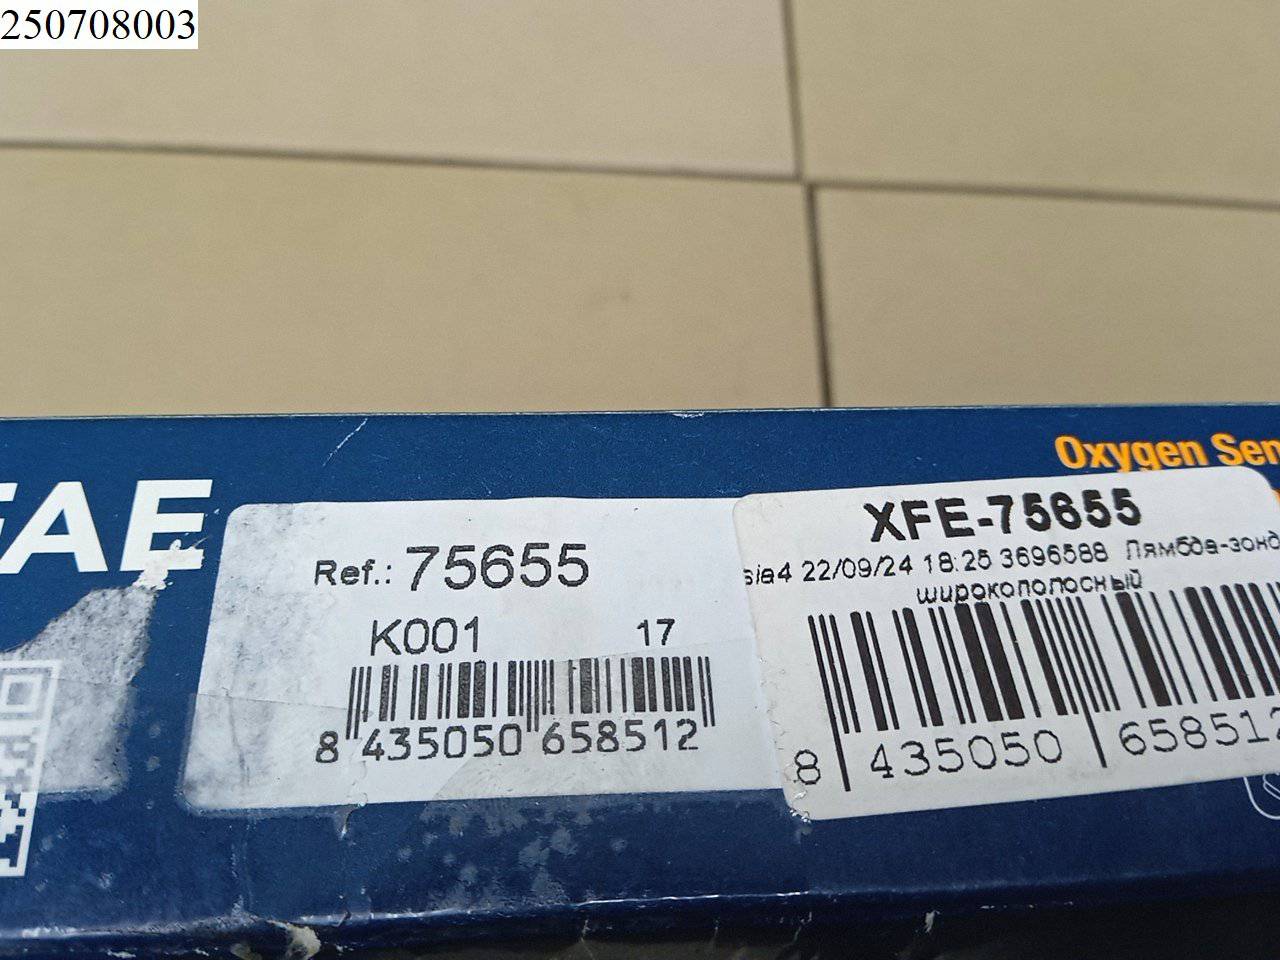 250708003
Oxygen Sen
FAE
Ref.: 75655
K001 17
8 435050 658512
XFE-75655
sia4 22/09/24 18:25 3696588 Лямбда-зонд
широкополосный
8 435050 658512